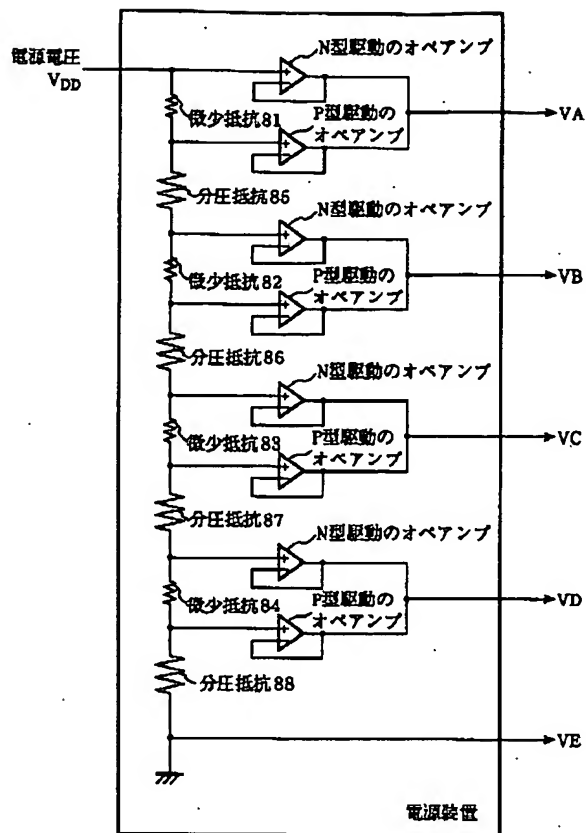 電源電圧
VDD
N型駆動のオペアンプ
微少抵抗81
P型駆動の
オペアンプ
VA
分圧抵抗85
N型駆動のオペアンプ
微少抵抗82
P型駆動の
オペアンプ
VB
分圧抵抗86
N型駆動のオペアンプ
微少抵抗83
P型駆動の
オペアンプ
VC
分圧抵抗87
N型駆動のオペアンプ
微少抵抗84
P型駆動の
オペアンプ
VD
分圧抵抗88
VE
電源装置